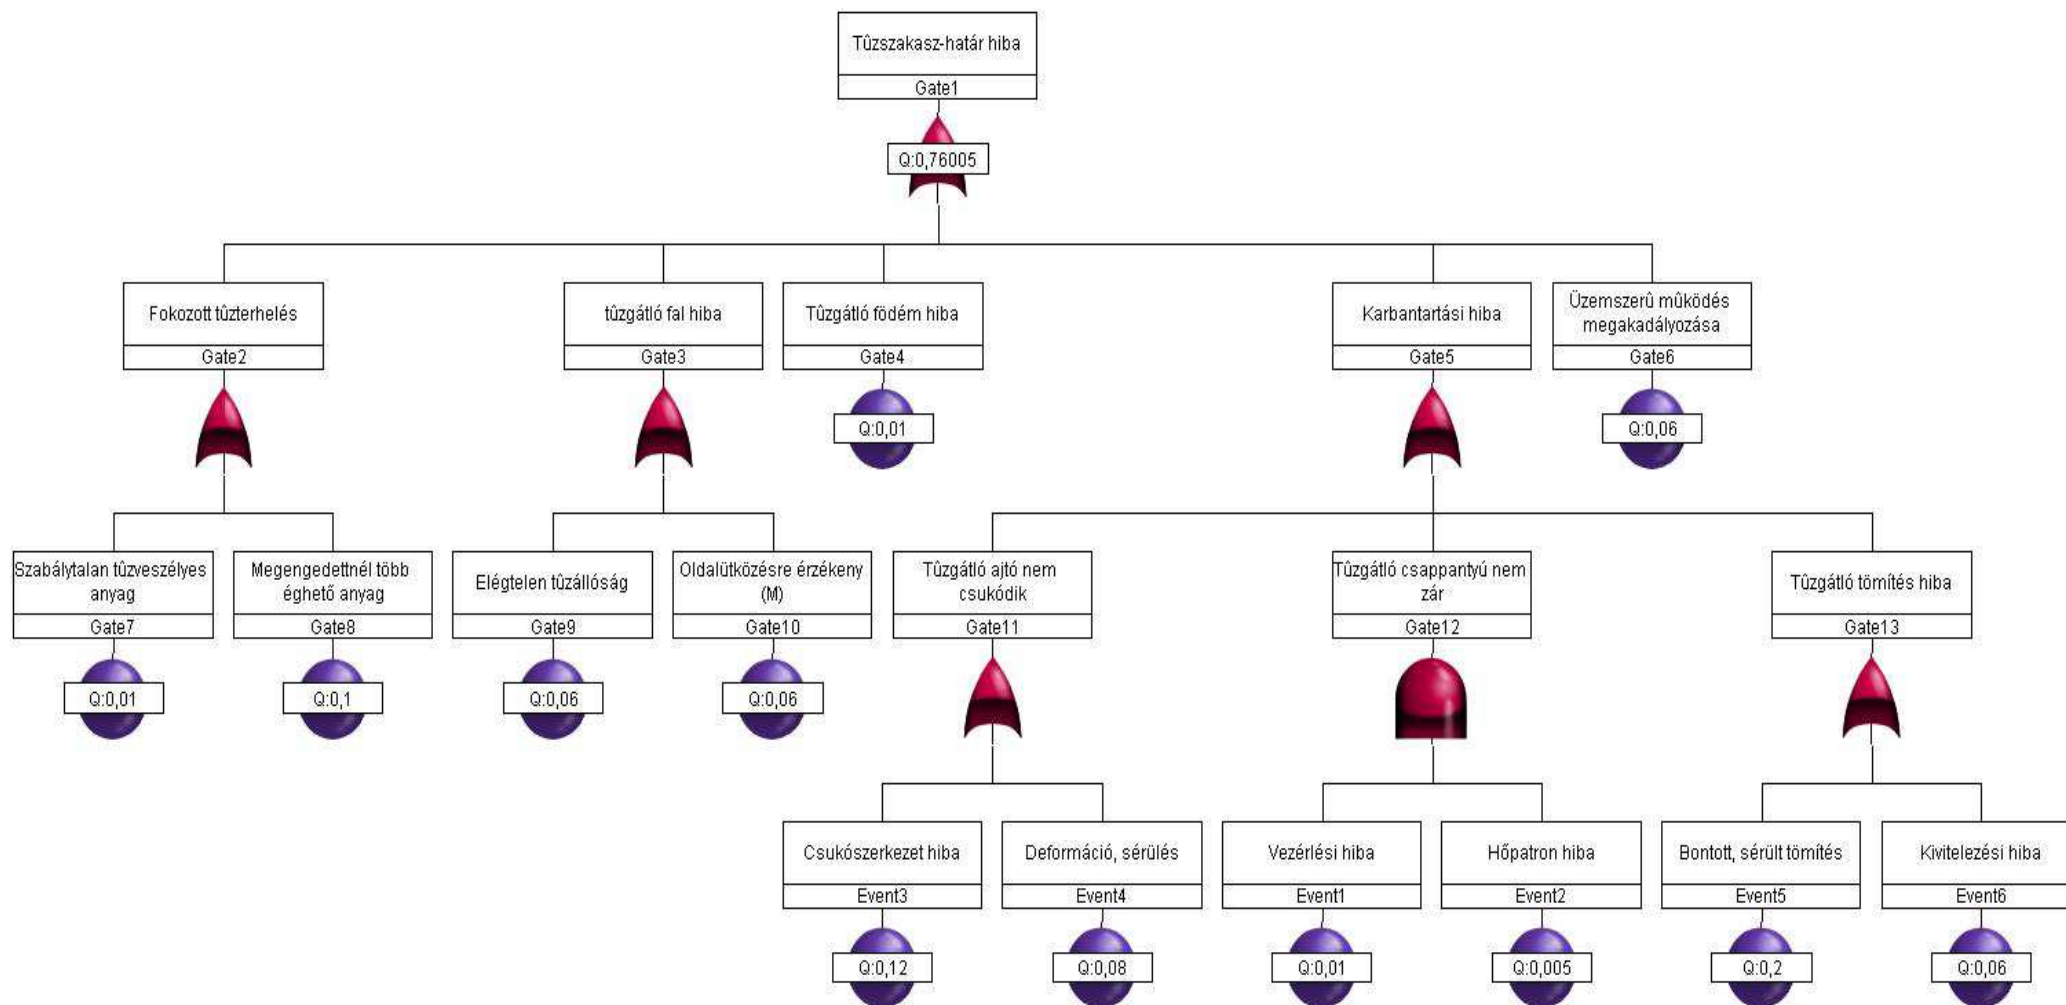 Tûzszakasz-határ hiba
Gate1
Q:0,76005
Fokozott tûzterhelés
Gate2
tûzgátló fal hiba
Gate3
Tûzgátló födém hiba
Gate4
Q:0,01
Karbantartási hiba
Gate5
Üzemszerû mûködés
megakadályozása
Gate6
Q:0,06
Szabálytalan tûzveszélyes
anyag
Gate7
Q:0,01
Megengedettnél több
éghető anyag
Gate8
Q:0,1
Elégtelen tûzállóság
Gate9
Q:0,06
Oldalütközésre érzékeny
(M)
Gate10
Q:0,06
Tûzgátló ajtó nem
csukódik
Gate11
Tûzgátló csappantyú nem
zár
Gate12
Tûzgátló tömítés hiba
Gate13
Csukószerkezet hiba
Event3
Q:0,12
Deformáció, sérülés
Event4
Q:0,08
Vezérlési hiba
Event1
Q:0,01
Hőpatron hiba
Event2
Q:0,005
Bontott, sérült tömítés
Event5
Q:0,2
Kivitelezési hiba
Event6
Q:0,06